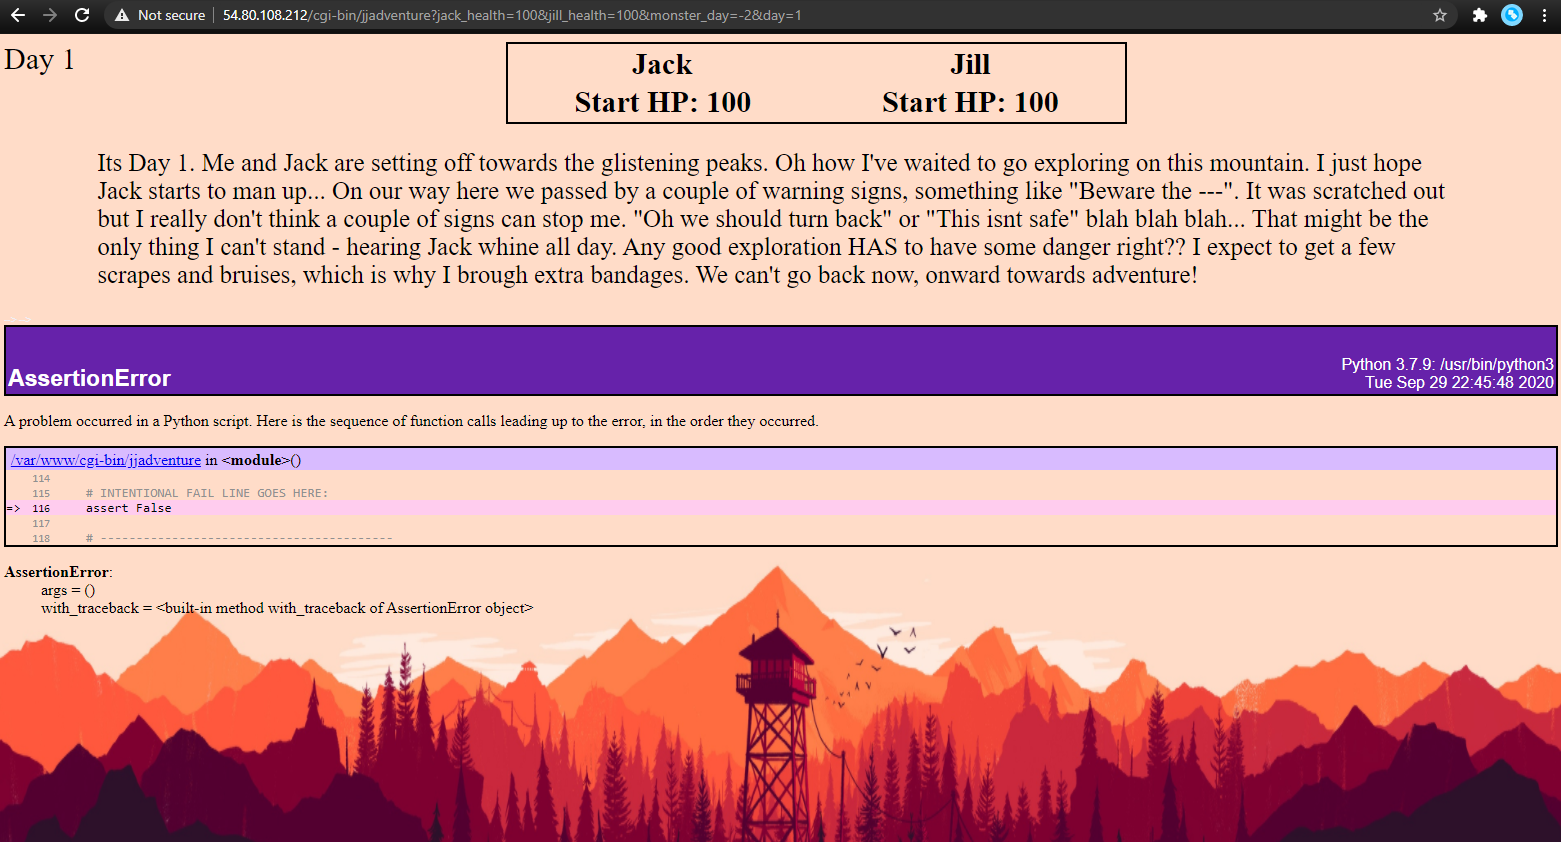 Not secure | 54.80.108.212/cgi-bin/jjadventure?jack_health=100&jill_health=100&monster_day=-2&day=1
Day 1
Jack Jill
Start HP: 100 Start HP: 100
Its Day 1. Me and Jack are setting off towards the glistening peaks. Oh how I've waited to go exploring on this mountain. I just hope
Jack starts to man up... On our way here we passed by a couple of warning signs, something like "Beware the ---". It was scratched out
but I really don't think a couple of signs can stop me. "Oh we should turn back" or "This isnt safe" blah blah blah... That might be the
only thing I can't stand - hearing Jack whine all day. Any good exploration HAS to have some danger right?? I expect to get a few
scrapes and bruises, which is why I brough extra bandages. We can't go back now, onward towards adventure!
AssertionError
Python 3.7.9: /usr/bin/python3
Tue Sep 29 22:45:48 2020
A problem occurred in a Python script. Here is the sequence of function calls leading up to the error, in the order they occurred.
/var/www/cgi-bin/jjadventure in <module>()
114
115 # INTENTIONAL FAIL LINE GOES HERE:
=> 116 assert False
117
118 # -----------------------------------------
AssertionError:
args = ()
with_traceback = <built-in method with_traceback of AssertionError object>